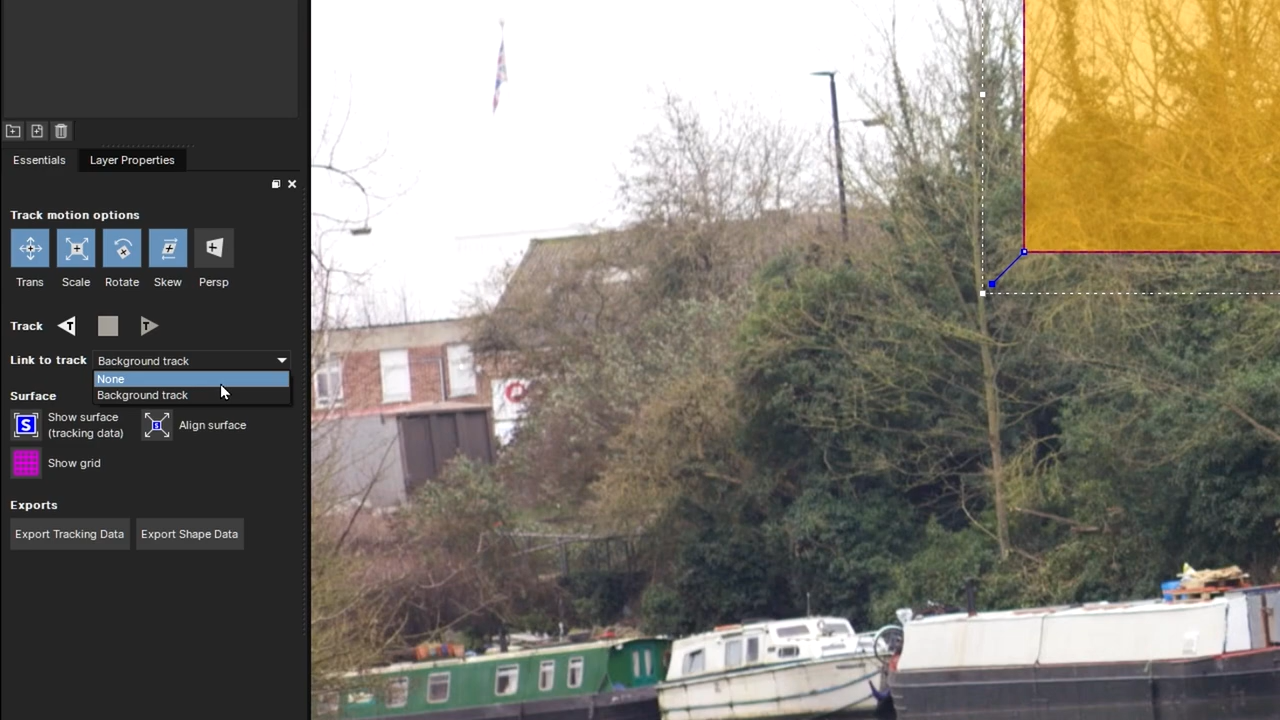 Essentials
Layer Properties
Track motion options
Trans
Scale
Rotate
Skew
Persp
Track
T
T
Link to track
Background track
None
Background track
Surface
S
Show surface
(tracking data)
S
Align surface
Show grid
Exports
Export Tracking Data
Export Shape Data